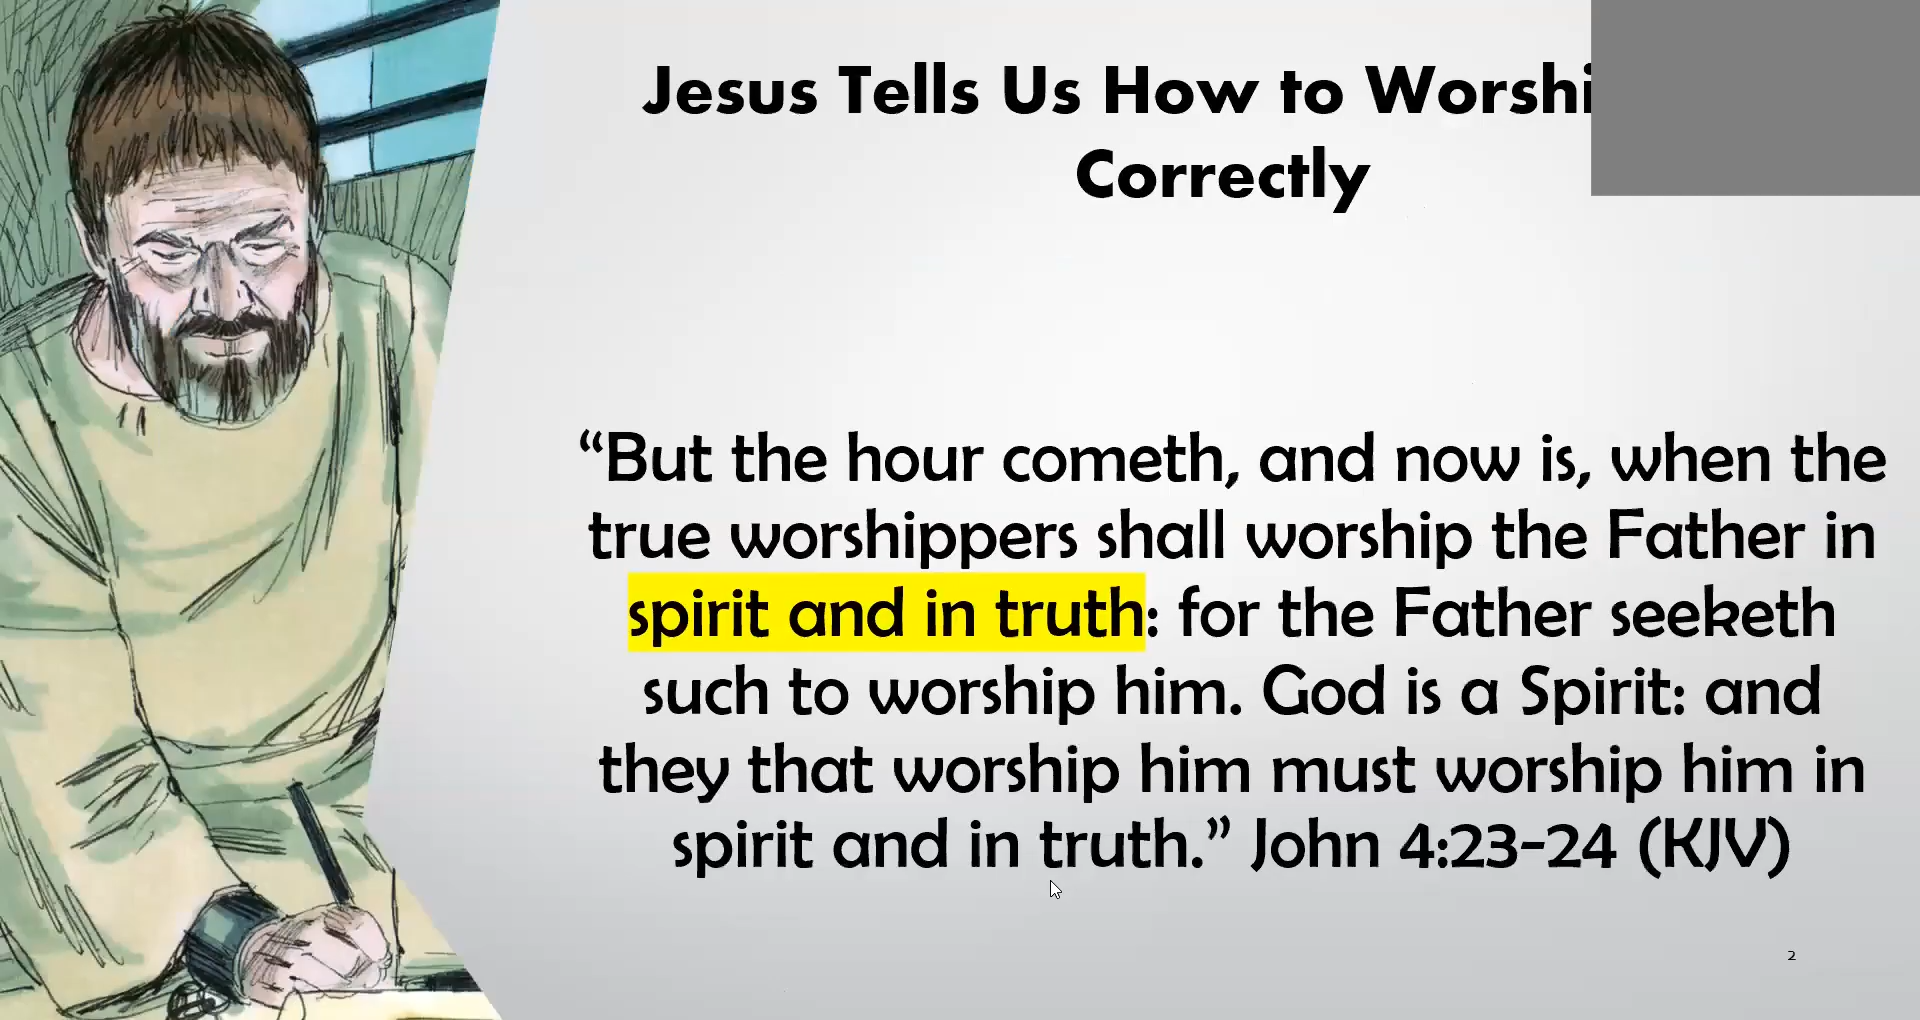 Jesus Tells Us How to Worshi
Correctly
“But the hour cometh, and now is, when the
true worshippers shall worship the Father in
spirit and in truth: for the Father seeketh
such to worship him. God is a Spirit: and
they that worship him must worship him in
spirit and in truth.” John 4:23-24 (KJV)
2